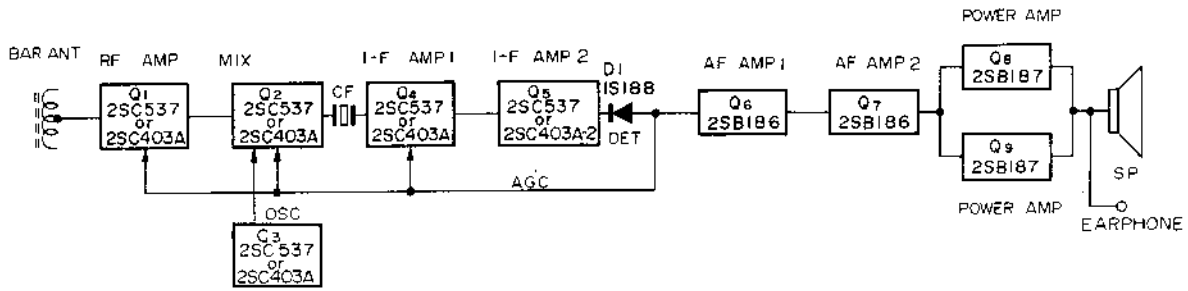 BAR ANT
RF AMP
MIX
I-F AMP 1
I-F AMP 2
D1
1S188
AF AMP 1
AF AMP 2
POWER AMP
Q1
2SC537
or
2SC403A
Q2
2SC537
or
2SC403A
CF
Q4
2SC537
or
2SC403A
Q5
2SC537
or
2SC403A-2
DET
Q6
2SB186
Q7
2SB186
Q8
2SB187
Q9
2SB187
POWER AMP
SP
EARPHONE
AGC
OSC
Q3
2SC537
or
2SC403A